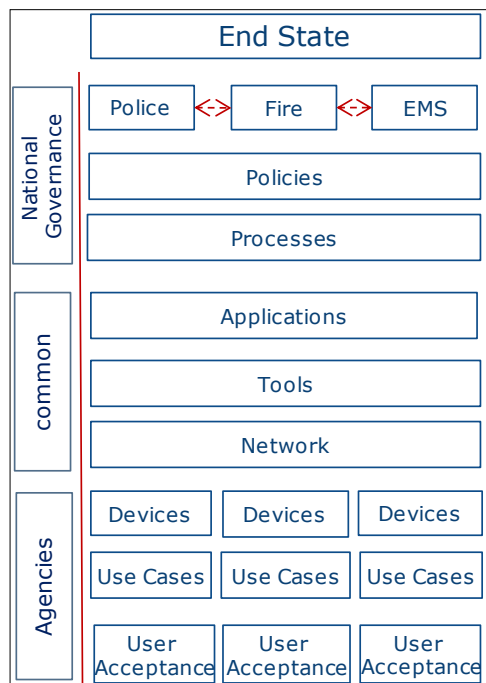 End State
National
Governance
Police
Fire
EMS
Policies
Processes
common
Applications
Tools
Network
Agencies
Devices
Devices
Devices
Use Cases
Use Cases
Use Cases
User
Acceptance
User
Acceptance
User
Acceptance